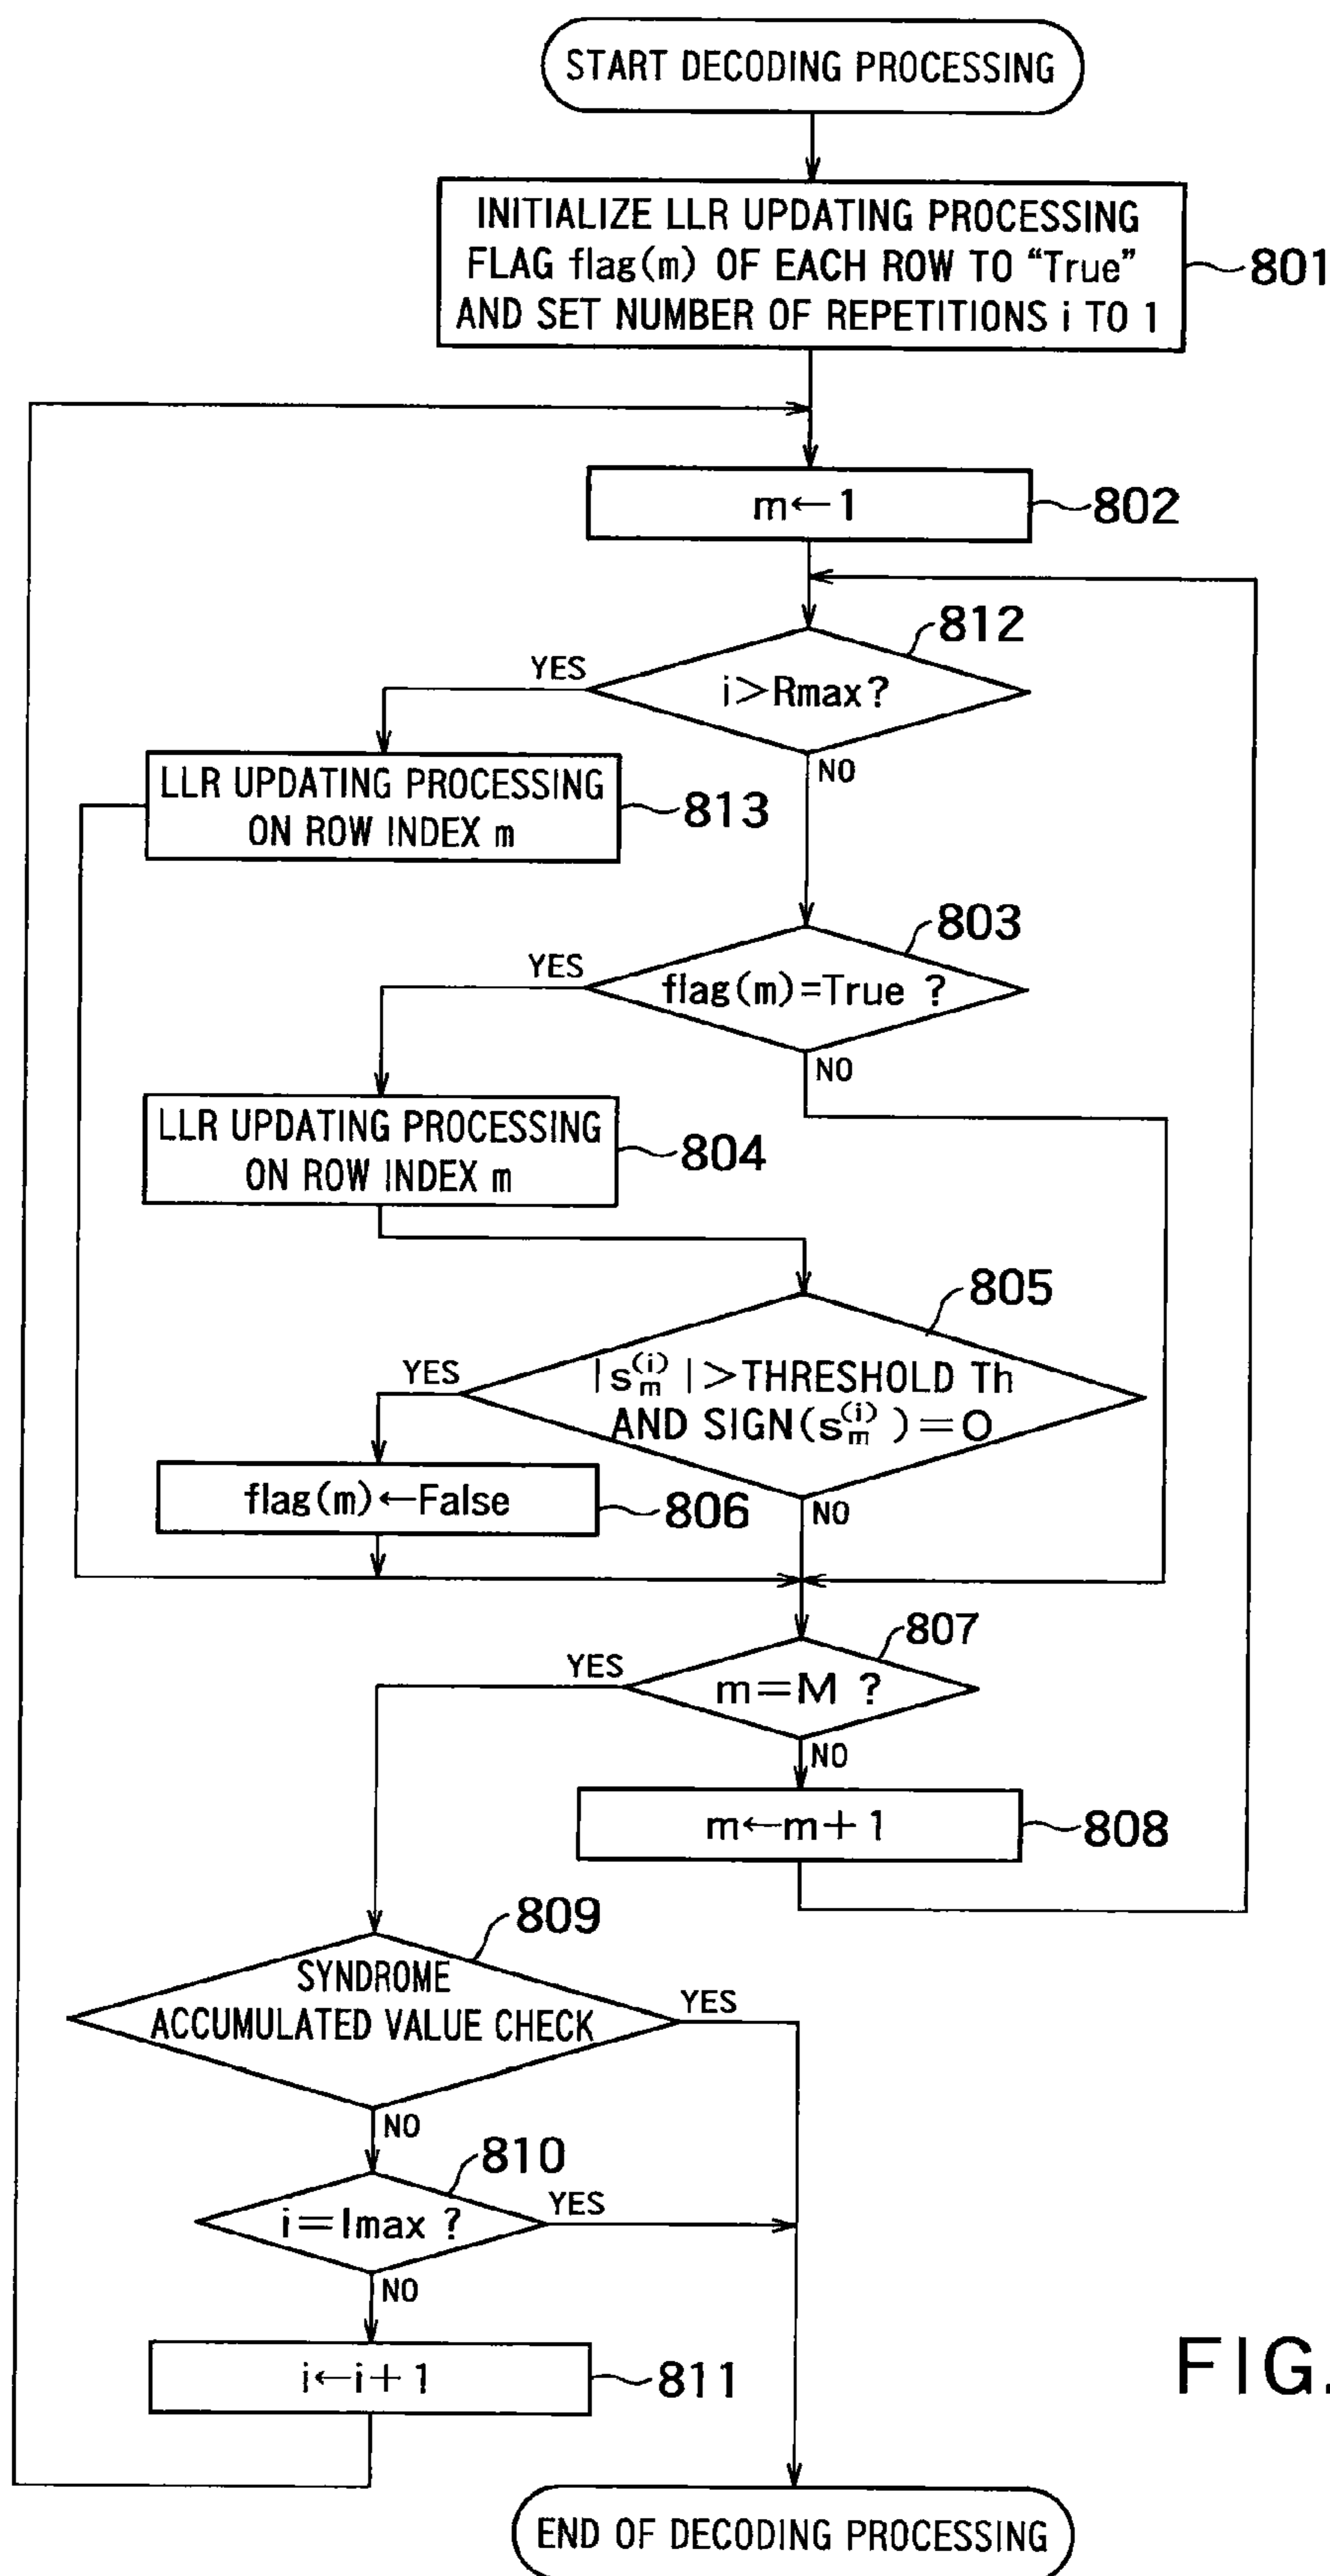 START DECODING PROCESSING
INITIALIZE LLR UPDATING PROCESSING
FLAG flag(m) OF EACH ROW TO “True”
AND SET NUMBER OF REPETITIONS i TO 1
801
m←1
802
812
YES
i>Rmax?
NO
LLR UPDATING PROCESSING
ON ROW INDEX m
813
803
YES
flag(m)=True ?
NO
LLR UPDATING PROCESSING
ON ROW INDEX m
804
805
YES
|s_m^(i)|>THRESHOLD Th
AND SIGN(s_m^(i))=0
NO
flag(m)←False
806
807
YES
m=M ?
NO
m←m+1
808
809
SYNDROME
ACCUMULATED VALUE CHECK
YES
NO
810
i=Imax ?
YES
NO
i←i+1
811
FIG.
END OF DECODING PROCESSING